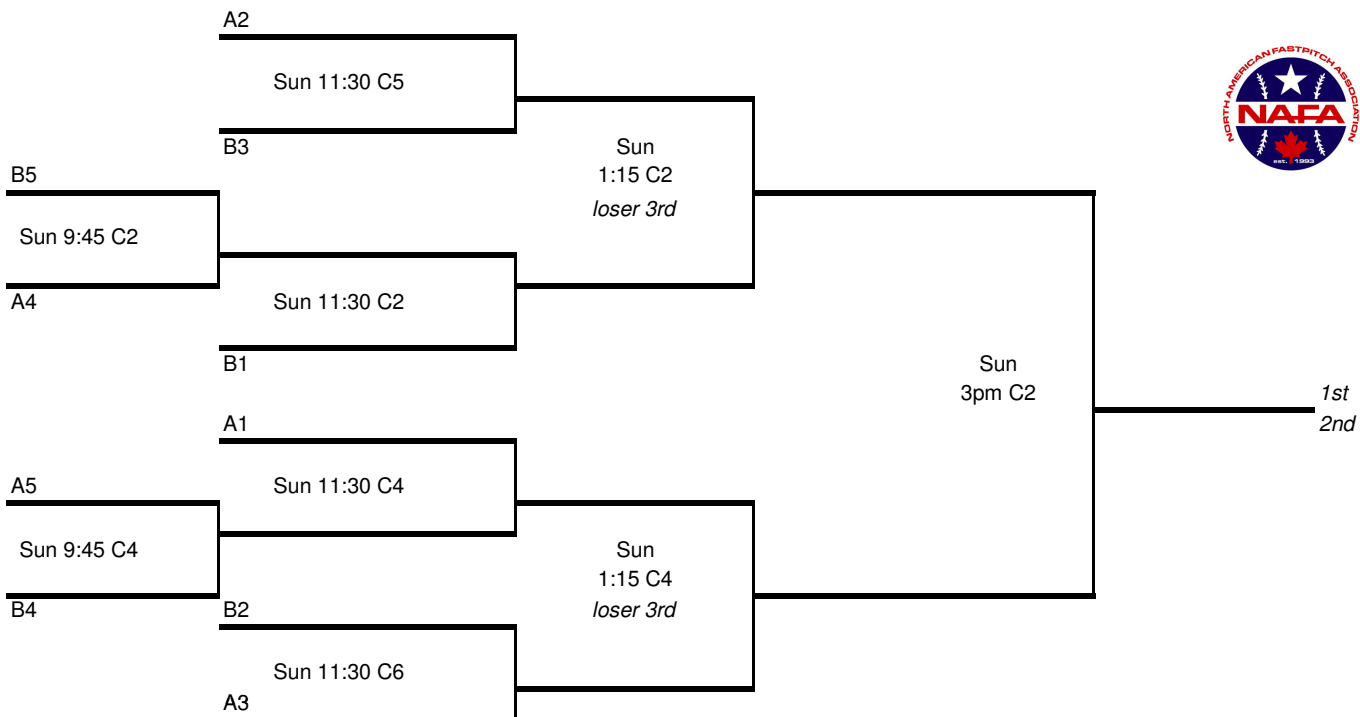 A2
Sun 11:30 C5
B3
NORTH AMERICAN FASTPITCH ASSOCIATION
NAFA
est. 1993
Sun
1:15 C2
loser 3rd
B5
Sun 9:45 C2
A4
Sun 11:30 C2
B1
Sun
3pm C2
1st
2nd
A1
Sun 11:30 C4
A5
Sun 9:45 C4
B4
Sun
1:15 C4
loser 3rd
B2
Sun 11:30 C6
A3